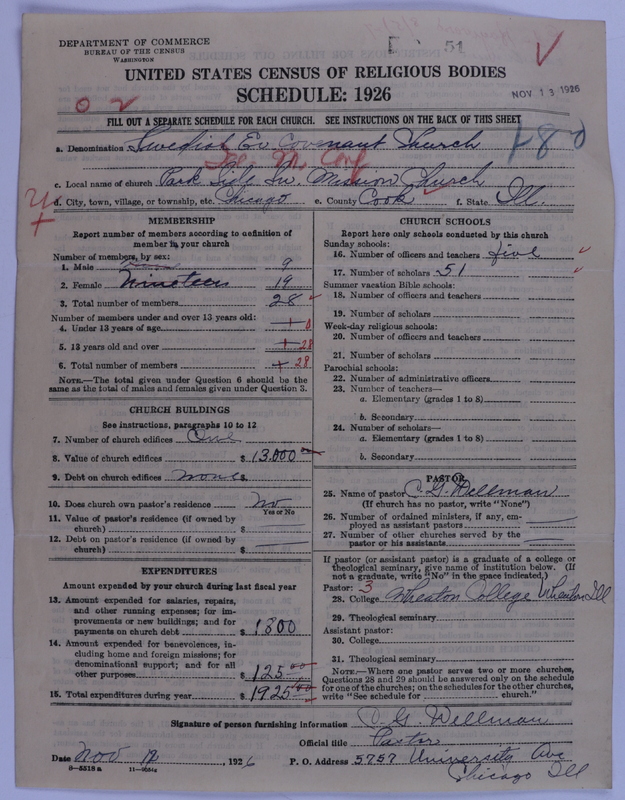 DEPARTMENT OF COMMERCE
BUREAU OF THE CENSUS
WASHINGTON
51
UNITED STATES CENSUS OF RELIGIOUS BODIES
SCHEDULE: 1926
NOV 13 1926
FILL OUT A SEPARATE SCHEDULE FOR EACH CHURCH. SEE INSTRUCTIONS ON THE BACK OF THIS SHEET
a. Denomination Swedish Ev. Covenant Church
c. Local name of church Park Side Sw. Mission Church
d. City, town, village, or township, etc. Chicago e. County Cook f. State Ill.
MEMBERSHIP
Report number of members according to definition of member in your church
Number of members, by sex:
1. Male 9
2. Female Nineteen 19
3. Total number of members 28
Number of members under and over 13 years old:
4. Under 13 years of age 0
5. 13 years old and over 28
6. Total number of members 28
NOTE.—The total given under Question 6 should be the
same as the total of males and females given under Question 3.
CHURCH BUILDINGS
See instructions, paragraphs 10 to 12
7. Number of church edifices One
8. Value of church edifices $ 13,000
9. Debt on church edifices None $
10. Does church own pastor's residence No
Yes or No
11. Value of pastor's residence (if owned by
church) $
12. Debt on pastor's residence (if owned by
church) $
EXPENDITURES
Amount expended by your church during last fiscal year
13. Amount expended for salaries, repairs,
and other running expenses; for im-
provements or new buildings; and for
payments on church debt $ 1800
14. Amount expended for benevolences, in-
cluding home and foreign missions; for
denominational support; and for all
other purposes $ 125 00
15. Total expenditures during year $ 1925 00
CHURCH SCHOOLS
Report here only schools conducted by this church
Sunday schools:
16. Number of officers and teachers five
17. Number of scholars 51
Summer vacation Bible schools:
18. Number of officers and teachers
19. Number of scholars
Week-day religious schools:
20. Number of officers and teachers
21. Number of scholars
Parochial schools:
22. Number of administrative officers
23. Number of teachers—
a. Elementary (grades 1 to 8)
b. Secondary
24. Number of scholars—
a. Elementary (grades 1 to 8)
b. Secondary
PASTOR
25. Name of pastor C. G. Wellman
(If church has no pastor, write "None")
26. Number of ordained ministers, if any, em-
ployed as assistant pastors
27. Number of other churches served by the
pastor or his assistants
If pastor (or assistant pastor) is a graduate of a college or
theological seminary, give name of institution below. (If
not a graduate, write "No" in the space indicated.)
Pastor: 3
28. College Wheaton College Wheaton Ill
29. Theological seminary
Assistant pastor:
30. College
31. Theological seminary
NOTE.—Where one pastor serves two or more churches,
Questions 28 and 29 should be answered only on the schedule
for one of the churches; on the schedules for the other churches,
write "See schedule for church."
Signature of person furnishing information C. G. Wellman
Official title Pastor
Date Nov 12, 1926 P. O. Address 5757 University Ave
Chicago Ill
8—5518a 11—9054